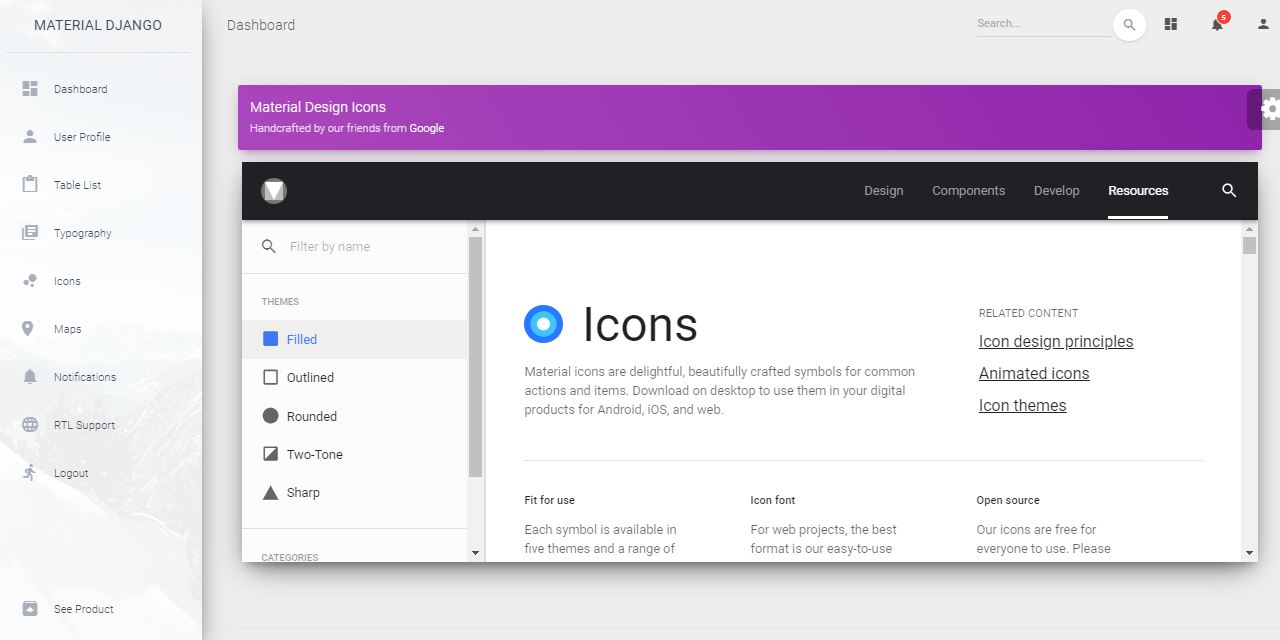 MATERIAL DJANGO
Dashboard
User Profile
Table List
Typography
Icons
Maps
Notifications
RTL Support
Logout
See Product
Dashboard
Search...
5
Material Design Icons
Handcrafted by our friends from Google
Design
Components
Develop
Resources
Filter by name
THEMES
Filled
Outlined
Rounded
Two-Tone
Sharp
CATEGORIES
Icons
Material icons are delightful, beautifully crafted symbols for common
actions and items. Download on desktop to use them in your digital
products for Android, iOS, and web.
RELATED CONTENT
Icon design principles
Animated icons
Icon themes
Fit for use
Each symbol is available in
five themes and a range of
Icon font
For web projects, the best
format is our easy-to-use
Open source
Our icons are free for
everyone to use. Please